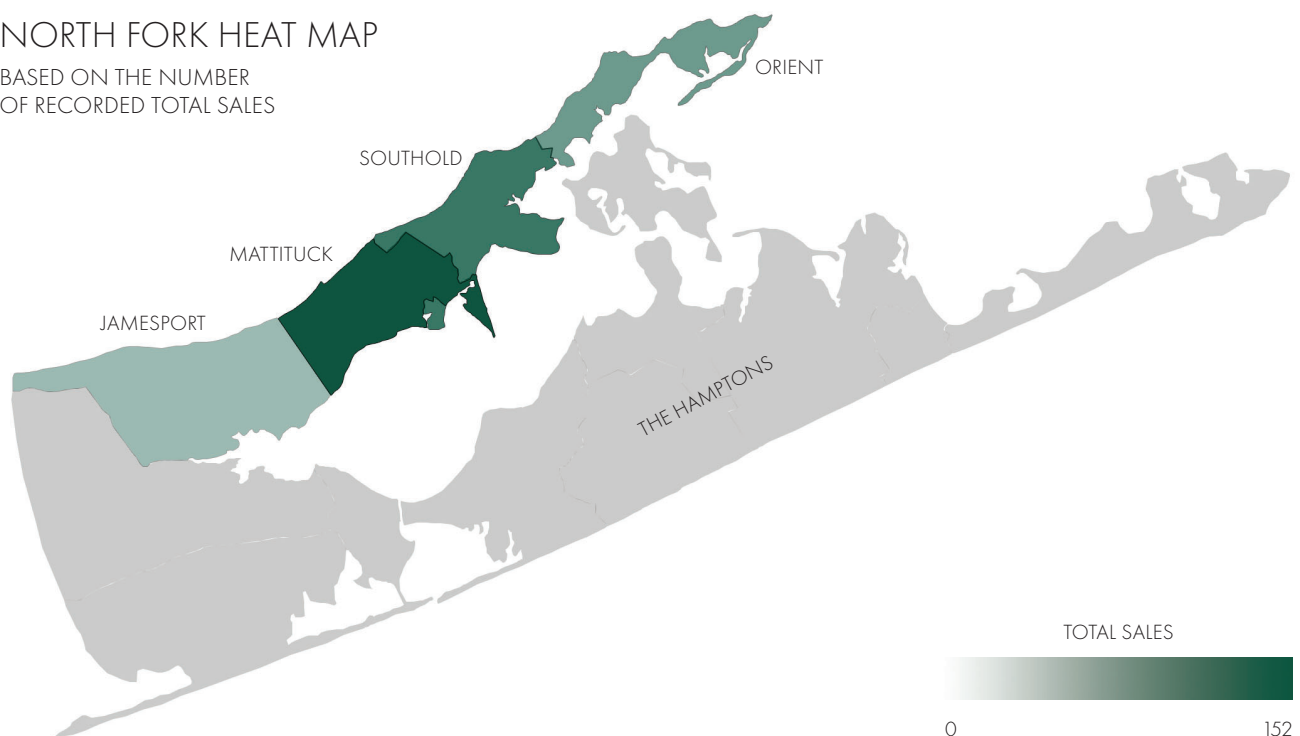 NORTH FORK HEAT MAP
BASED ON THE NUMBER
OF RECORDED TOTAL SALES
ORIENT
SOUTHOLD
MATTITUCK
JAMESPORT
THE HAMPTONS
TOTAL SALES
0 152